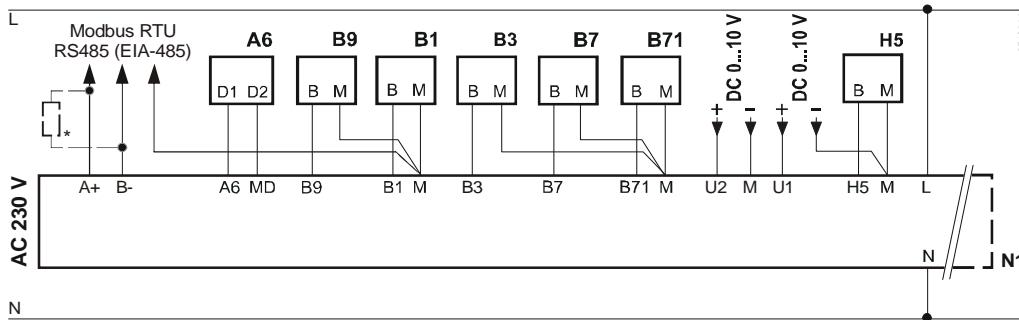 L
Modbus RTU
RS485 (EIA-485)
A6 B9 B1 B3 B7 B71 H5
DC 0...10 V
DC 0...10 V
D1 D2 B M B M B M B M B M B M
+ − + −
*
A+ B- A6 MD B9 B1 M B3 B7 B71 M U2 M U1 H5 M L
AC 230 V
N
N1
N